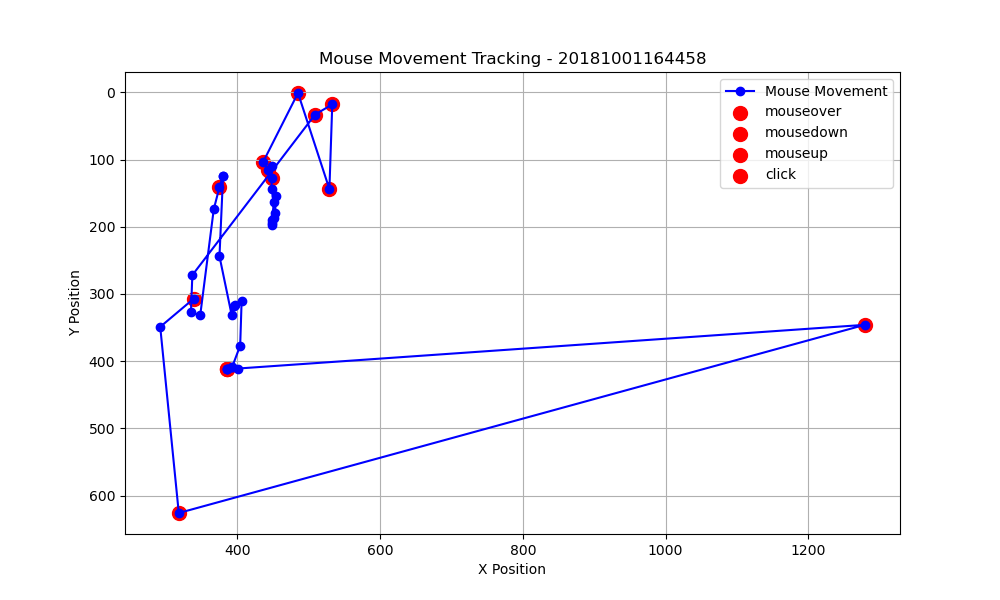 Mouse Movement Tracking - 20181001164458
Mouse Movement
mouseover
mousedown
mouseup
click
0
100
200
300
400
500
600
Y Position
400
600
800
1000
1200
X Position